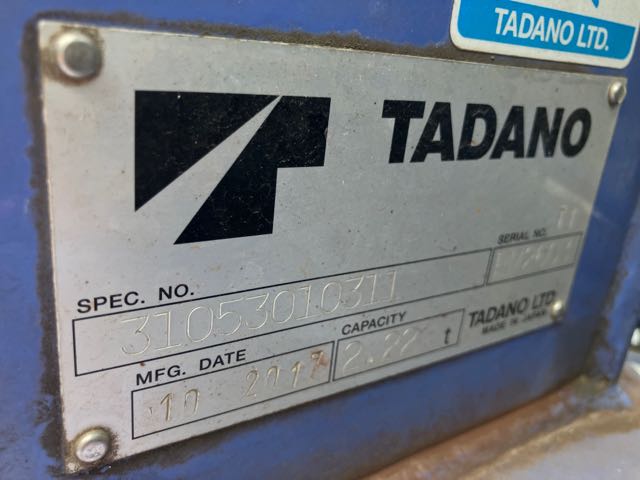 TADANO LTD.
TADANO
SPEC. NO.
SERIAL NO.
31053010311
MFG. DATE
CAPACITY
TADANO LTD.
MADE IN JAPAN
10 2017
2.22 t